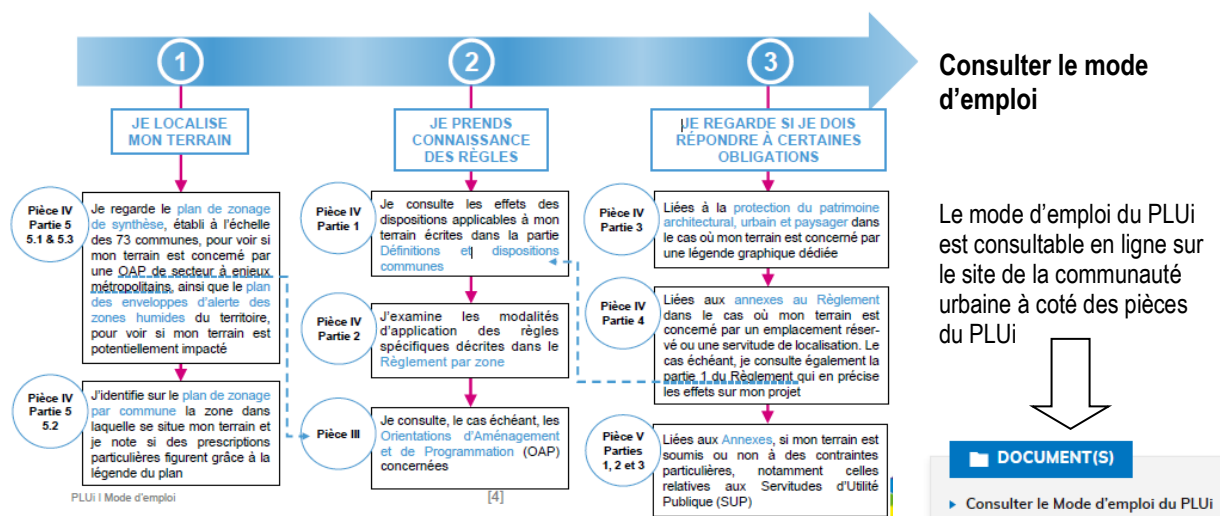 1
2
3
JE LOCALISE
MON TERRAIN
Pièce IV
Partie 5
5.1 & 5.3
Je regarde le plan de zonage
de synthèse, établi à l'échelle
des 73 communes, pour voir si
mon terrain est concerné par
une OAP de secteur à enjeux
métropolitains, ainsi que le plan
des enveloppes d'alerte des
zones humides du territoire,
pour voir si mon terrain est
potentiellement impacté
Pièce IV
Partie 5
5.2
J'identifie sur le plan de zonage
par commune la zone dans
laquelle se situe mon terrain et
je note si des prescriptions
particulières figurent grâce à la
légende du plan
JE PRENDS
CONNAISSANCE
DES RÈGLES
Pièce IV
Partie 1
Je consulte les effets des
dispositions applicables à mon
terrain écrites dans la partie
Définitions et dispositions
communes
Pièce IV
Partie 2
J'examine les modalités
d'application des règles
spécifiques décrites dans le
Règlement par zone
Pièce III
Je consulte, le cas échéant, les
Orientations d'Aménagement
et de Programmation (OAP)
concernées
JE REGARDE SI JE DOIS
RÉPONDRE À CERTAINES
OBLIGATIONS
Pièce IV
Partie 3
Liées à la protection du patrimoine
architectural, urbain et paysager dans
le cas où mon terrain est concerné par
une légende graphique dédiée
Pièce IV
Partie 4
Liées aux annexes au Règlement
dans le cas où mon terrain est
concerné par un emplacement réser-
vé ou une servitude de localisation. Le
cas échéant, je consulte également la
partie 1 du Règlement qui en précise
les effets sur mon projet
Pièce V
Parties
1, 2 et 3
Liées aux Annexes, si mon terrain est
soumis ou non à des contraintes
particulières, notamment celles
relatives aux Servitudes d'Utilité
Publique (SUP)
PLUi I Mode d'emploi
[4]
Consulter le mode
d'emploi
Le mode d'emploi du PLUi
est consultable en ligne sur
le site de la communauté
urbaine à coté des pièces
du PLUi
DOCUMENT(S)
Consulter le Mode d'emploi du PLUi